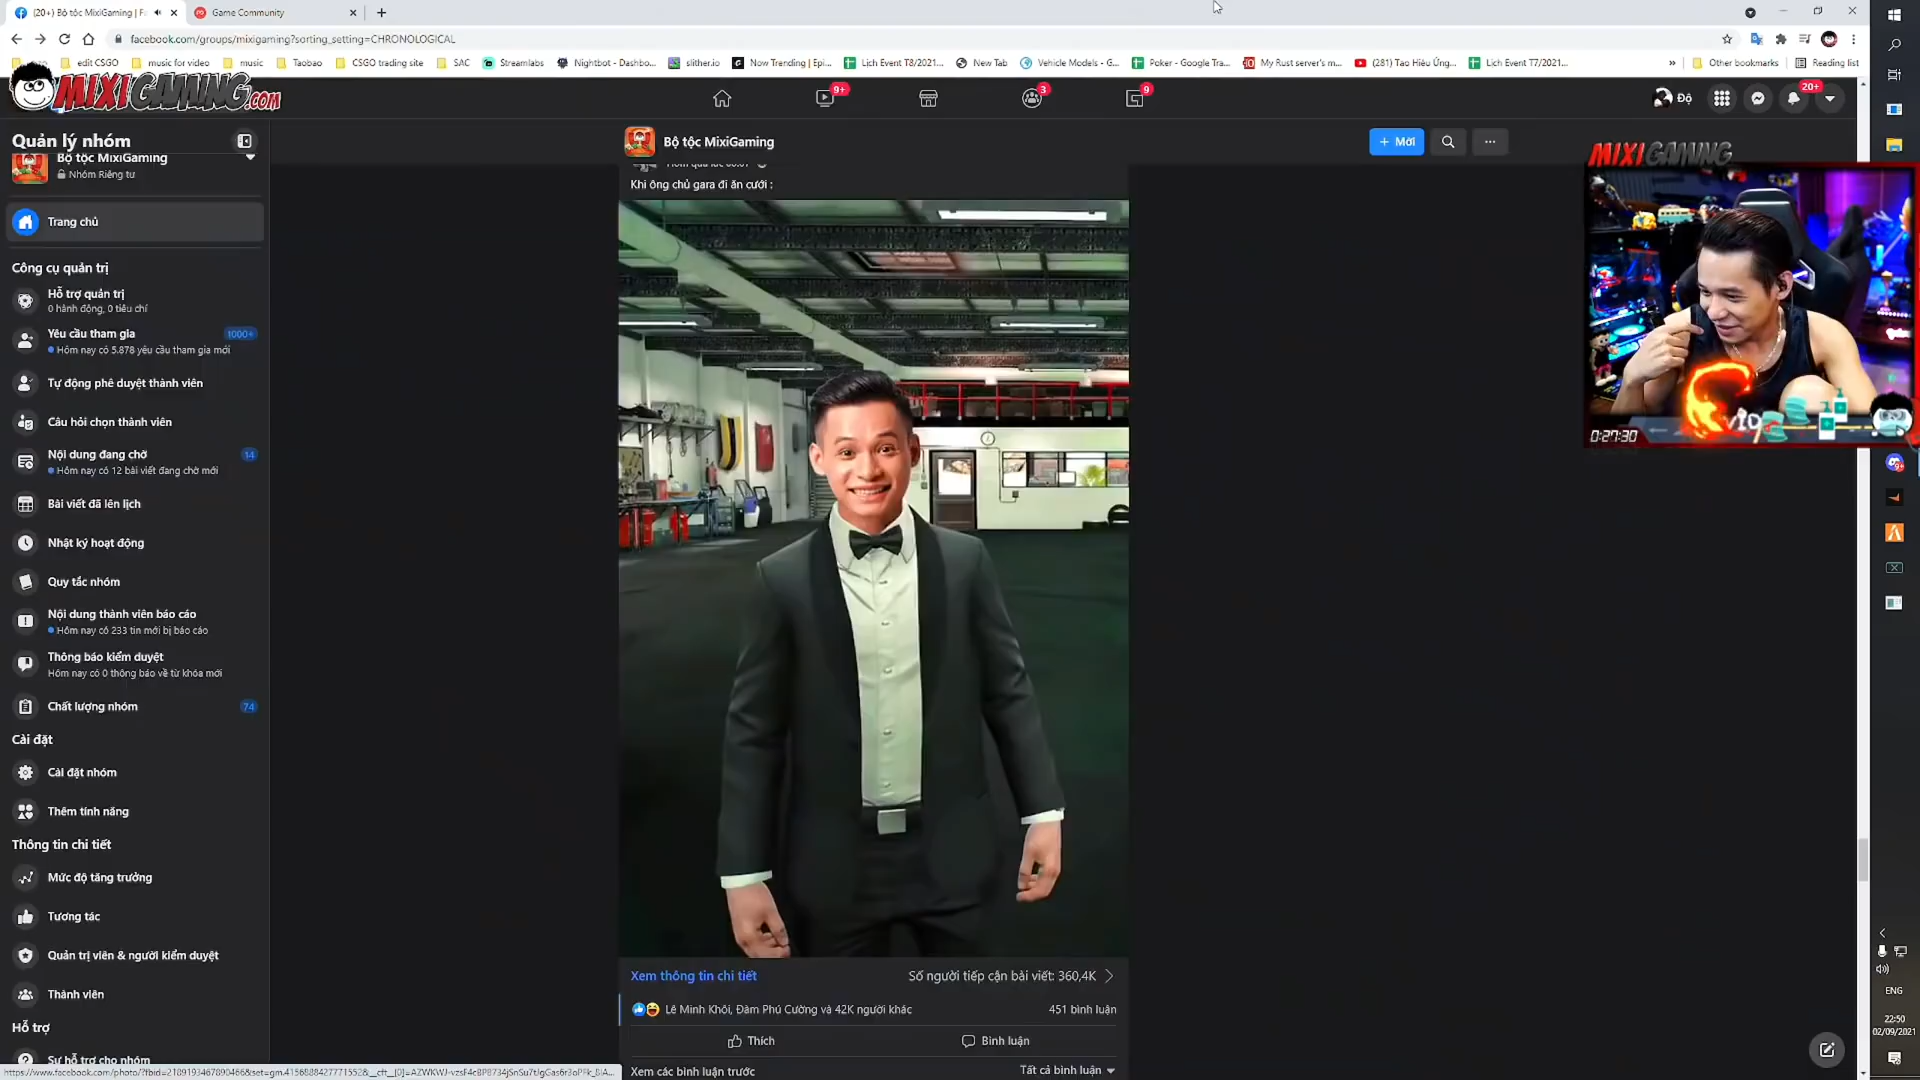 (20+) Bộ tộc MixiGaming | F
Game Community
facebook.com/groups/mixigaming?sorting_setting=CHRONOLOGICAL
edit CSGO
music for video
music
Taobao
CSGO trading site
SAC
Streamlabs
Nightbot - Dashbo...
slither.io
Now Trending | Epi...
Lich Event T8/2021...
New Tab
Vehicle Models - G...
Poker - Google Tra...
My Rust server's m...
(281) Tao Hiệu Ứng...
Lich Event T7/2021...
»
Other bookmarks
Reading list
MIXIGAMING.COM
9+
3
9
Độ
20+
Quản lý nhóm
Bộ tộc MixiGaming
Nhóm Riêng tư
Trang chủ
Công cụ quản trị
Hỗ trợ quản trị
0 hành động, 0 tiêu chí
Yêu cầu tham gia
1000+
Hôm nay có 5.878 yêu cầu tham gia mới
Tự động phê duyệt thành viên
Câu hỏi chọn thành viên
Nội dung đang chờ
14
Hôm nay có 12 bài viết đang chờ mới
Bài viết đã lên lịch
Nhật ký hoạt động
Quy tắc nhóm
Nội dung thành viên báo cáo
Hôm nay có 233 tin mới bị báo cáo
Thông báo kiểm duyệt
Hôm nay có 0 thông báo về từ khóa mới
Chất lượng nhóm
74
Cài đặt
Cài đặt nhóm
Thêm tính năng
Thông tin chi tiết
Mức độ tăng trưởng
Tương tác
Quản trị viên & người kiểm duyệt
Thành viên
Hỗ trợ
Sự hỗ trợ cho nhóm
Bộ tộc MixiGaming
+ Mới
...
Khi ông chủ gara đi ăn cưới :
Xem thông tin chi tiết
Số người tiếp cận bài viết: 360,4K
Lê Minh Khôi, Đàm Phú Cường và 42K người khác
451 bình luận
Thích
Bình luận
Xem các bình luận trước
Tất cả bình luận
MIXIGAMING
0:27:30
9+
ENG
22:50
02/09/2021